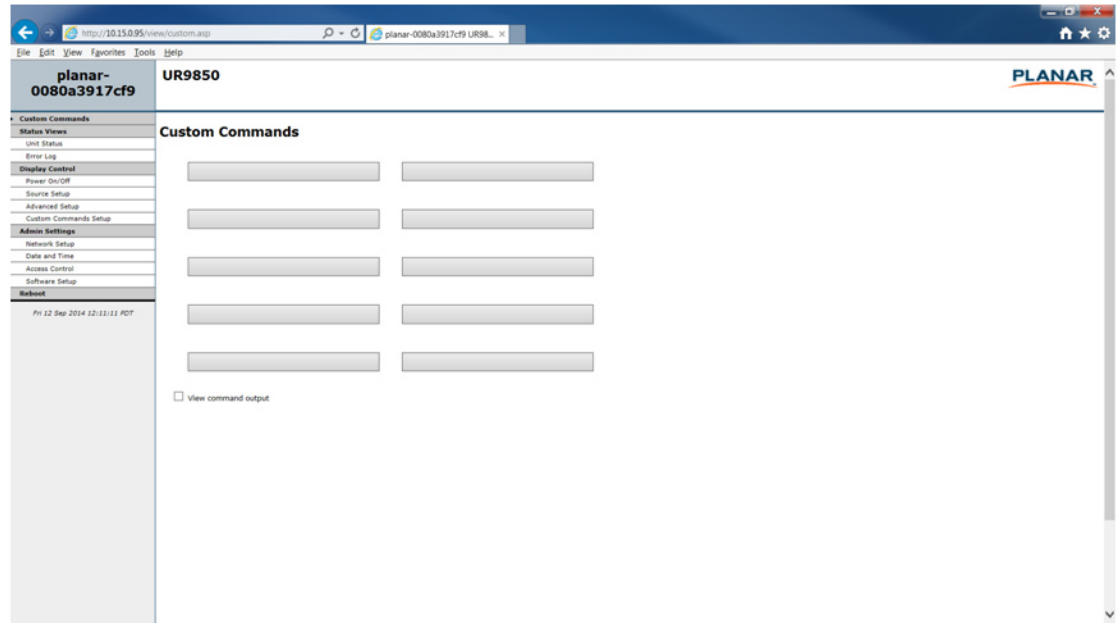 http://10.15.0.95/view/custom.asp
planar-0080a3917cf9 UR98...
File Edit View Favorites Tools Help
planar-
0080a3917cf9
UR9850
PLANAR
Custom Commands
Status Views
Unit Status
Error Log
Display Control
Power On/Off
Source Setup
Advanced Setup
Custom Commands Setup
Admin Settings
Network Setup
Date and Time
Access Control
Software Setup
Reboot
Fri 12 Sep 2014 12:11:11 PDT
Custom Commands
View command output